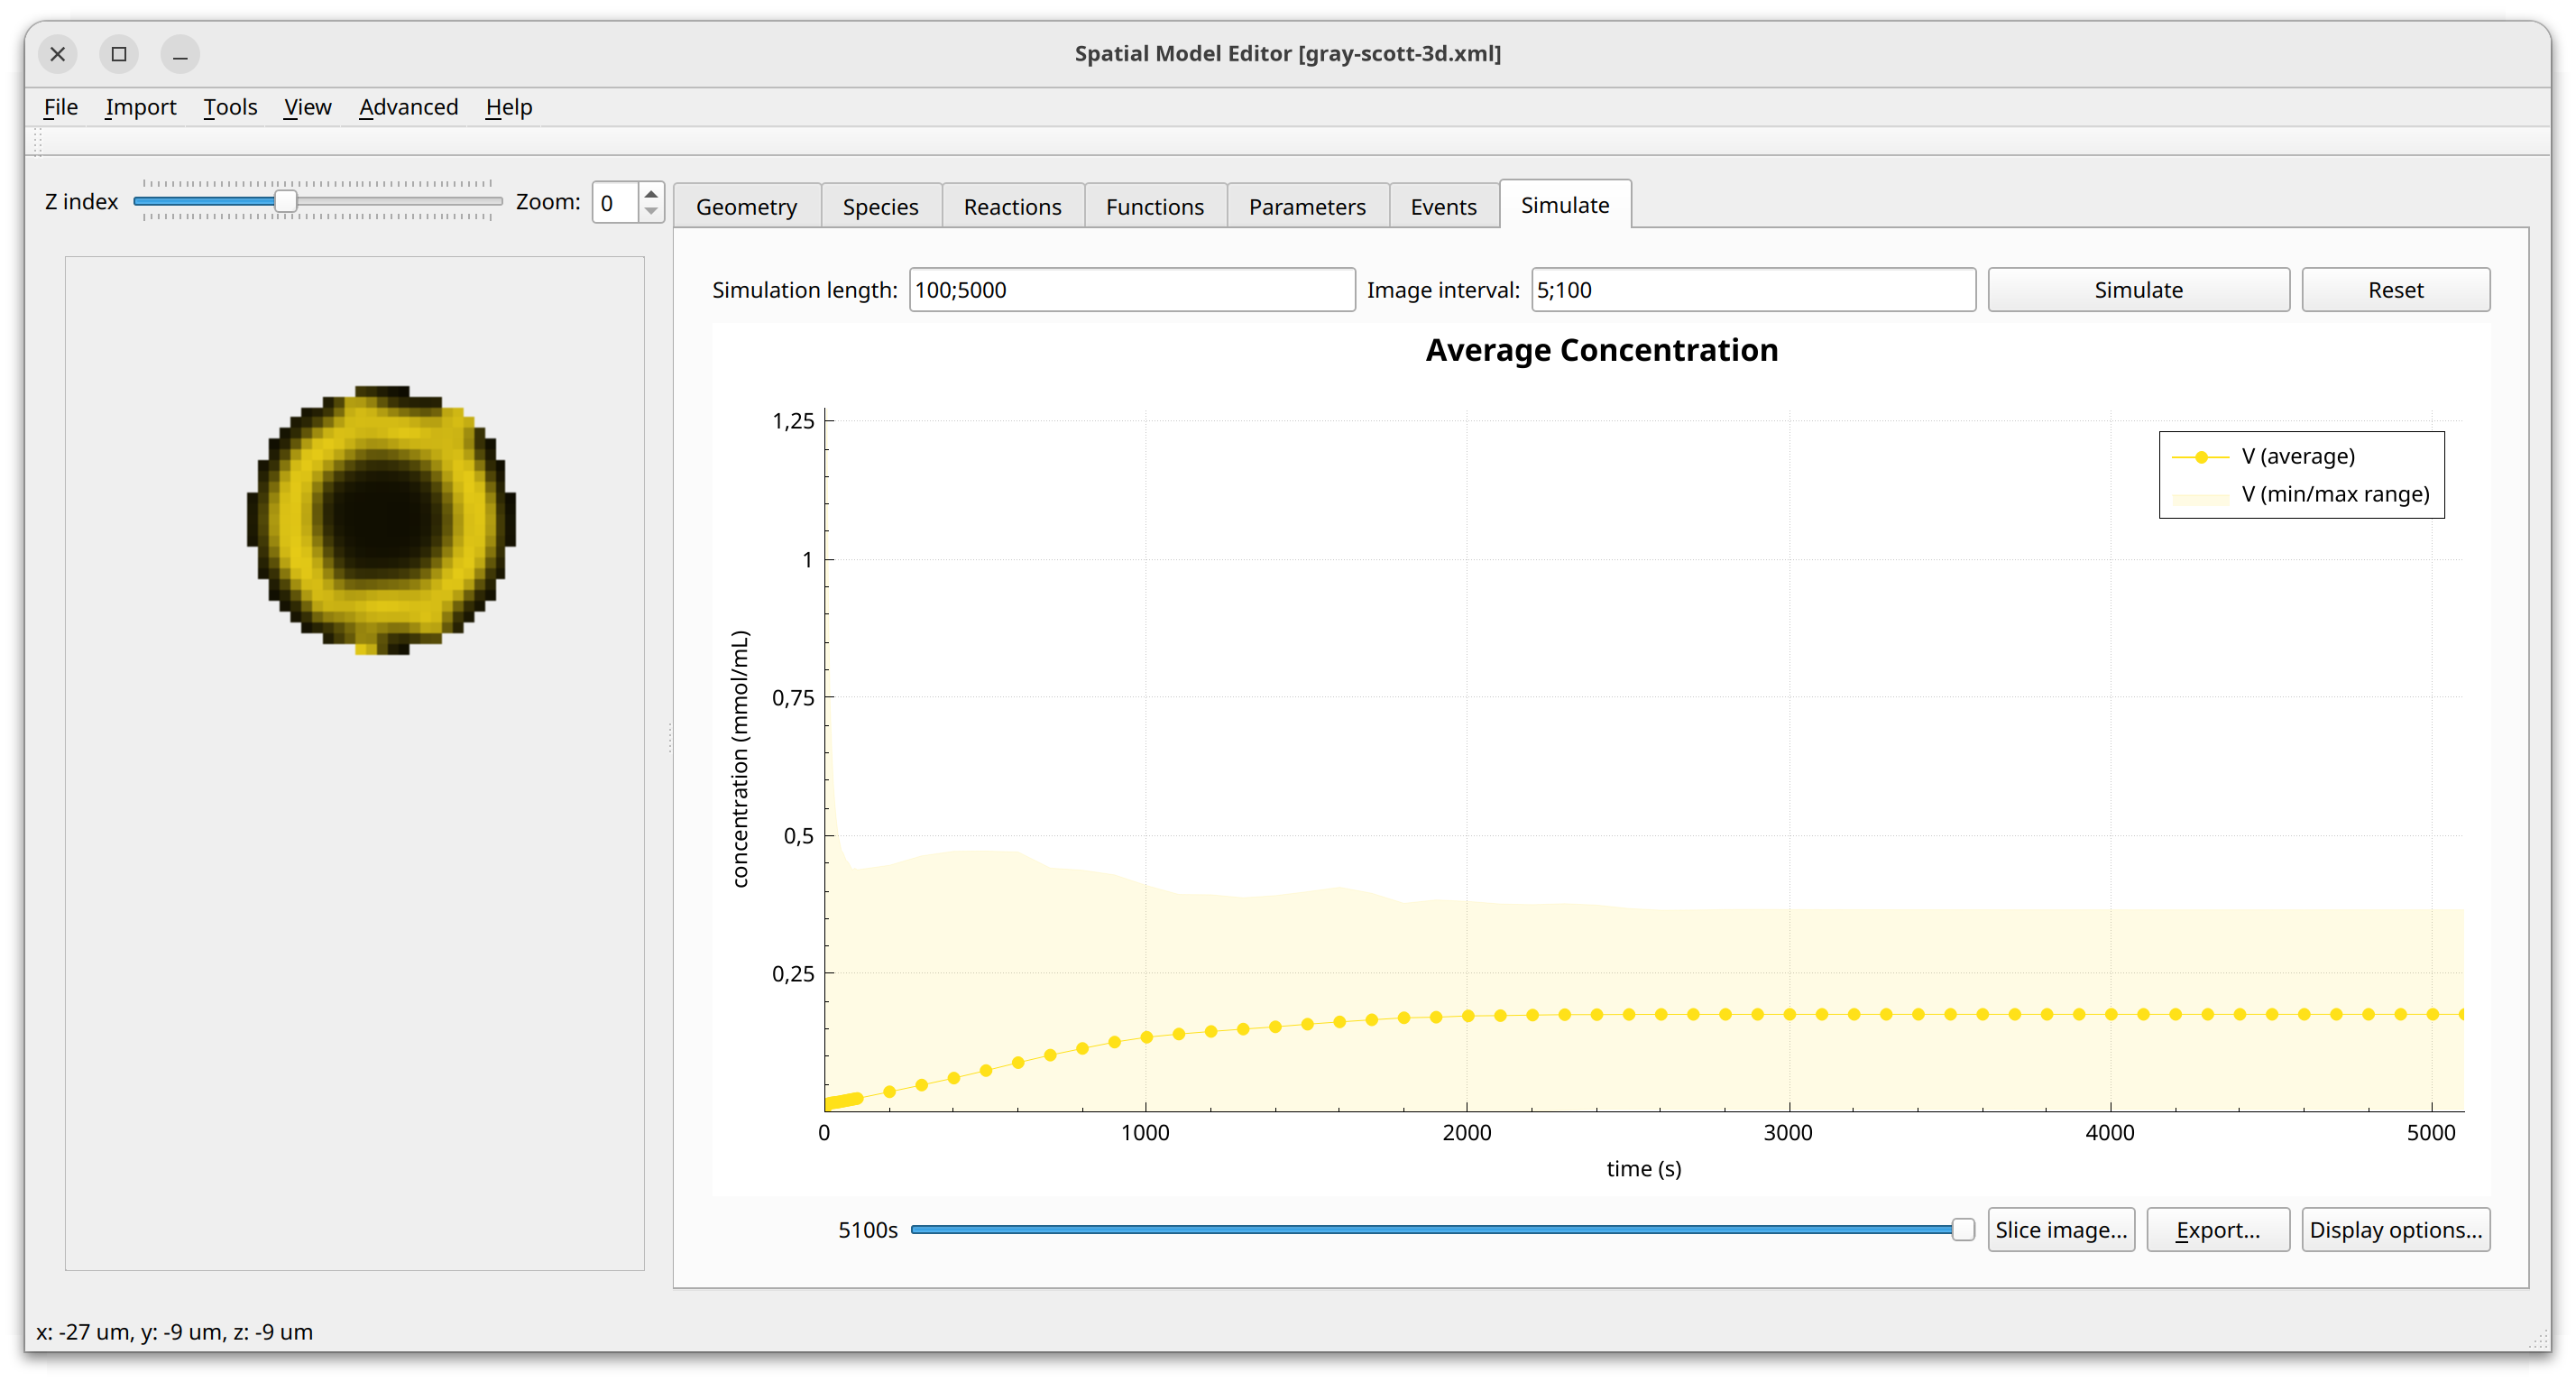 Spatial Model Editor [gray-scott-3d.xml]
File Import Tools View Advanced Help
Z index Zoom: 0
Geometry Species Reactions Functions Parameters Events Simulate
Simulation length: 100;5000 Image interval: 5;100 Simulate Reset
Average Concentration
1,25
1
0,75
0,5
0,25
concentration (mmol/mL)
V (average)
V (min/max range)
0 1000 2000 3000 4000 5000
time (s)
5100s Slice image... Export... Display options...
x: -27 um, y: -9 um, z: -9 um